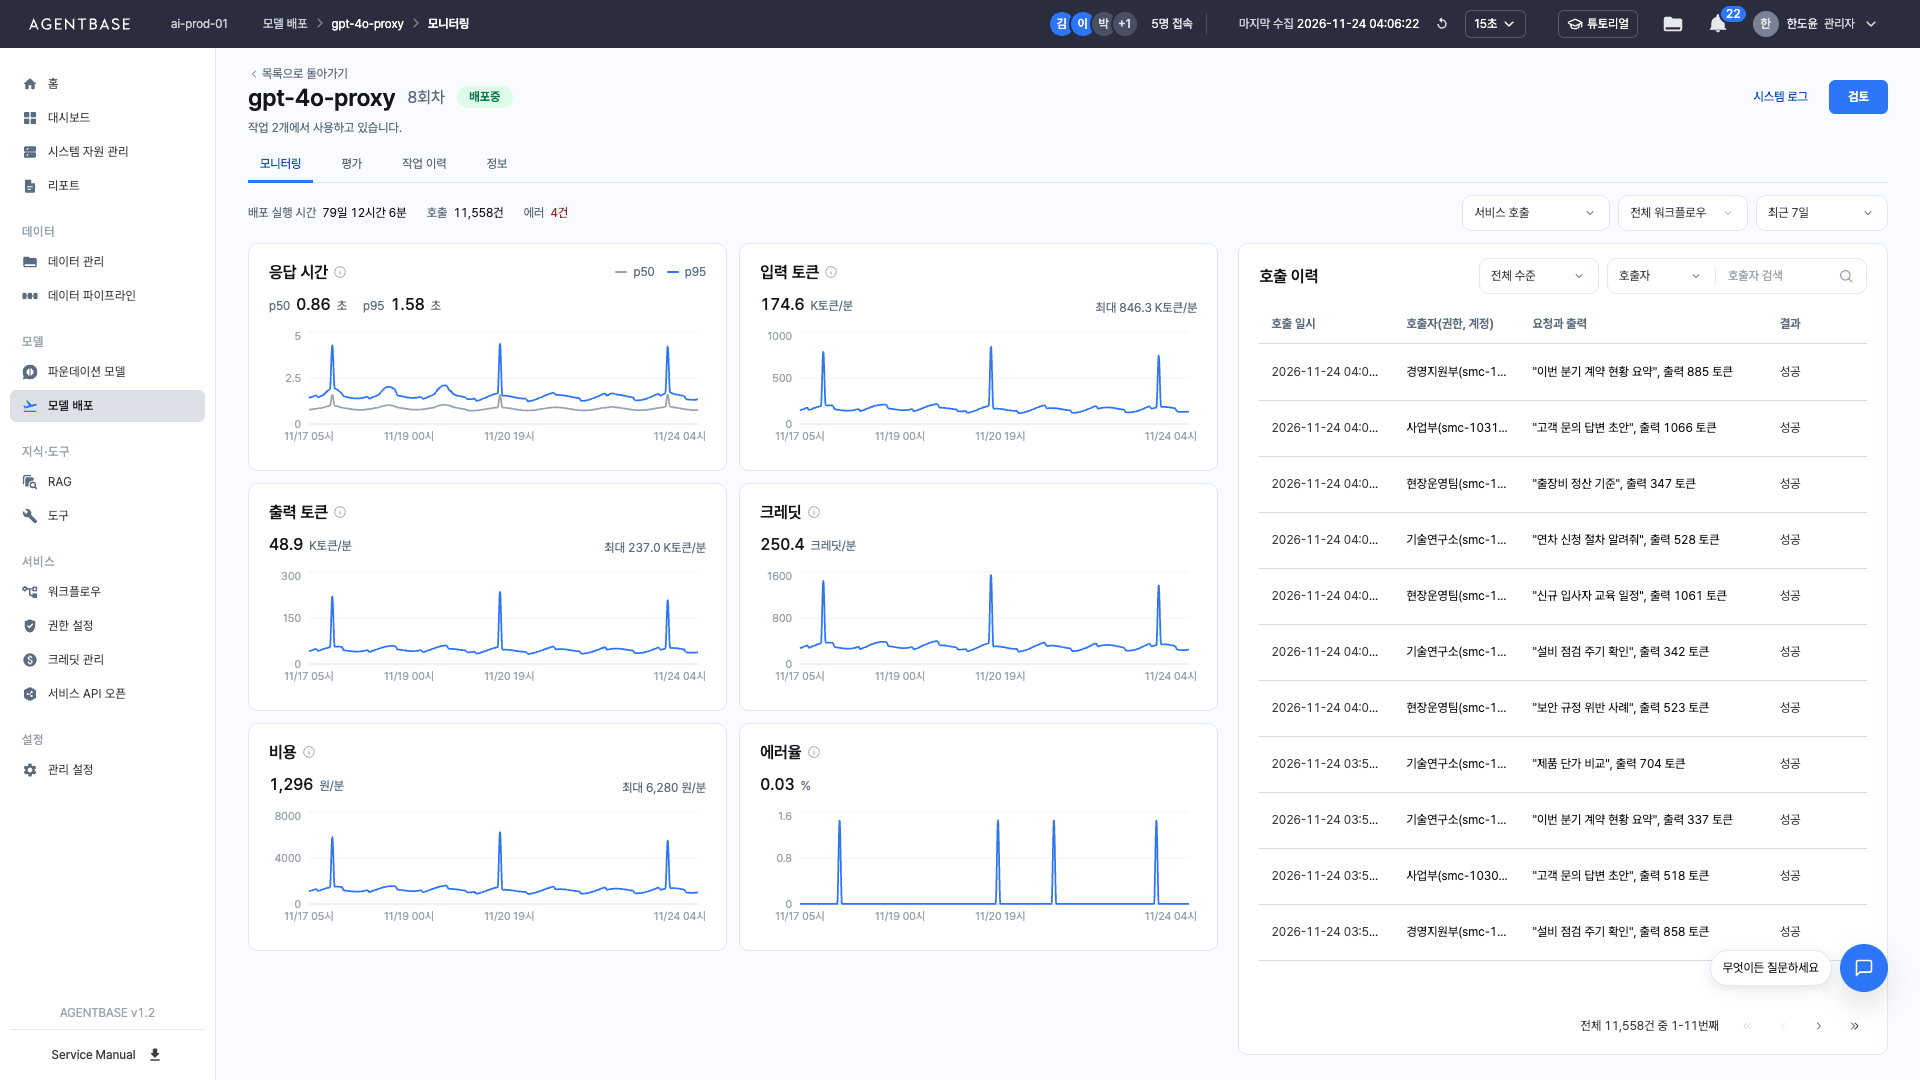 AGENTBASE
ai-prod-01
모델 배포 > gpt-4o-proxy > 모니터링
김 이 박 +1 5명 접속
마지막 수집 2026-11-24 04:06:22
15초
튜토리얼
22
한 한도윤 관리자
홈
대시보드
시스템 자원 관리
리포트
데이터
데이터 관리
데이터 파이프라인
모델
파운데이션 모델
모델 배포
지식·도구
RAG
도구
서비스
워크플로우
권한 설정
크레딧 관리
서비스 API 오픈
설정
관리 설정
AGENTBASE v1.2
Service Manual
목록으로 돌아가기
gpt-4o-proxy 8회차 배포중
작업 2개에서 사용하고 있습니다.
시스템 로그 검토
모니터링 평가 작업 이력 정보
배포 실행 시간 79일 12시간 6분 호출 11,558건 에러 4건
서비스 호출 전체 워크플로우 최근 7일
응답 시간
p50 p95
p50 0.86 초 p95 1.58 초
5
2.5
0
11/17 05시 11/19 00시 11/20 19시 11/24 04시
입력 토큰
174.6 K토큰/분
최대 846.3 K토큰/분
1000
500
0
11/17 05시 11/19 00시 11/20 19시 11/24 04시
출력 토큰
48.9 K토큰/분
최대 237.0 K토큰/분
300
150
0
11/17 05시 11/19 00시 11/20 19시 11/24 04시
크레딧
250.4 크레딧/분
1600
800
0
11/17 05시 11/19 00시 11/20 19시 11/24 04시
비용
1,296 원/분
최대 6,280 원/분
8000
4000
0
11/17 05시 11/19 00시 11/20 19시 11/24 04시
에러율
0.03 %
1.6
0.8
0
11/17 05시 11/19 00시 11/20 19시 11/24 04시
호출 이력
전체 수준 호출자 호출자 검색
호출 일시 호출자(권한, 계정) 요청과 출력 결과
2026-11-24 04:0... 경영지원부(smc-1... "이번 분기 계약 현황 요약", 출력 885 토큰 성공
2026-11-24 04:0... 사업부(smc-1031... "고객 문의 답변 초안", 출력 1066 토큰 성공
2026-11-24 04:0... 현장운영팀(smc-1... "출장비 정산 기준", 출력 347 토큰 성공
2026-11-24 04:0... 기술연구소(smc-1... "연차 신청 절차 알려줘", 출력 528 토큰 성공
2026-11-24 04:0... 현장운영팀(smc-1... "신규 입사자 교육 일정", 출력 1061 토큰 성공
2026-11-24 04:0... 기술연구소(smc-1... "설비 점검 주기 확인", 출력 342 토큰 성공
2026-11-24 04:0... 현장운영팀(smc-1... "보안 규정 위반 사례", 출력 523 토큰 성공
2026-11-24 03:5... 기술연구소(smc-1... "제품 단가 비교", 출력 704 토큰 성공
2026-11-24 03:5... 기술연구소(smc-1... "이번 분기 계약 현황 요약", 출력 337 토큰 성공
2026-11-24 03:5... 사업부(smc-1030... "고객 문의 답변 초안", 출력 518 토큰 성공
2026-11-24 03:5... 경영지원부(smc-1... "설비 점검 주기 확인", 출력 858 토큰 성공
무엇이든 질문하세요
전체 11,558건 중 1-11번째